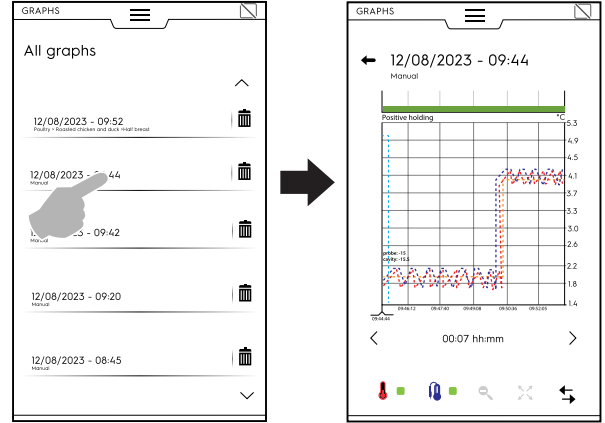 GRAPHS
All graphs
12/08/2023 - 09:52
Poultry > Roasted chicken and duck >Half breast
12/08/2023 - 44
Manual
- 09:42
Manual
12/08/2023 - 09:20
Manual
12/08/2023 - 08:45
Manual
GRAPHS
12/08/2023 - 09:44
Manual
Positive holding
°C
5.3
4.9
4.5
4.1
3.7
3.3
3.0
2.6
2.2
1.8
1.4
probe: -15
cavity: -15.5
09:44:44
09:46:12
09:47:40
09:49:08
09:50:36
09:52:05
00:07 hh:mm